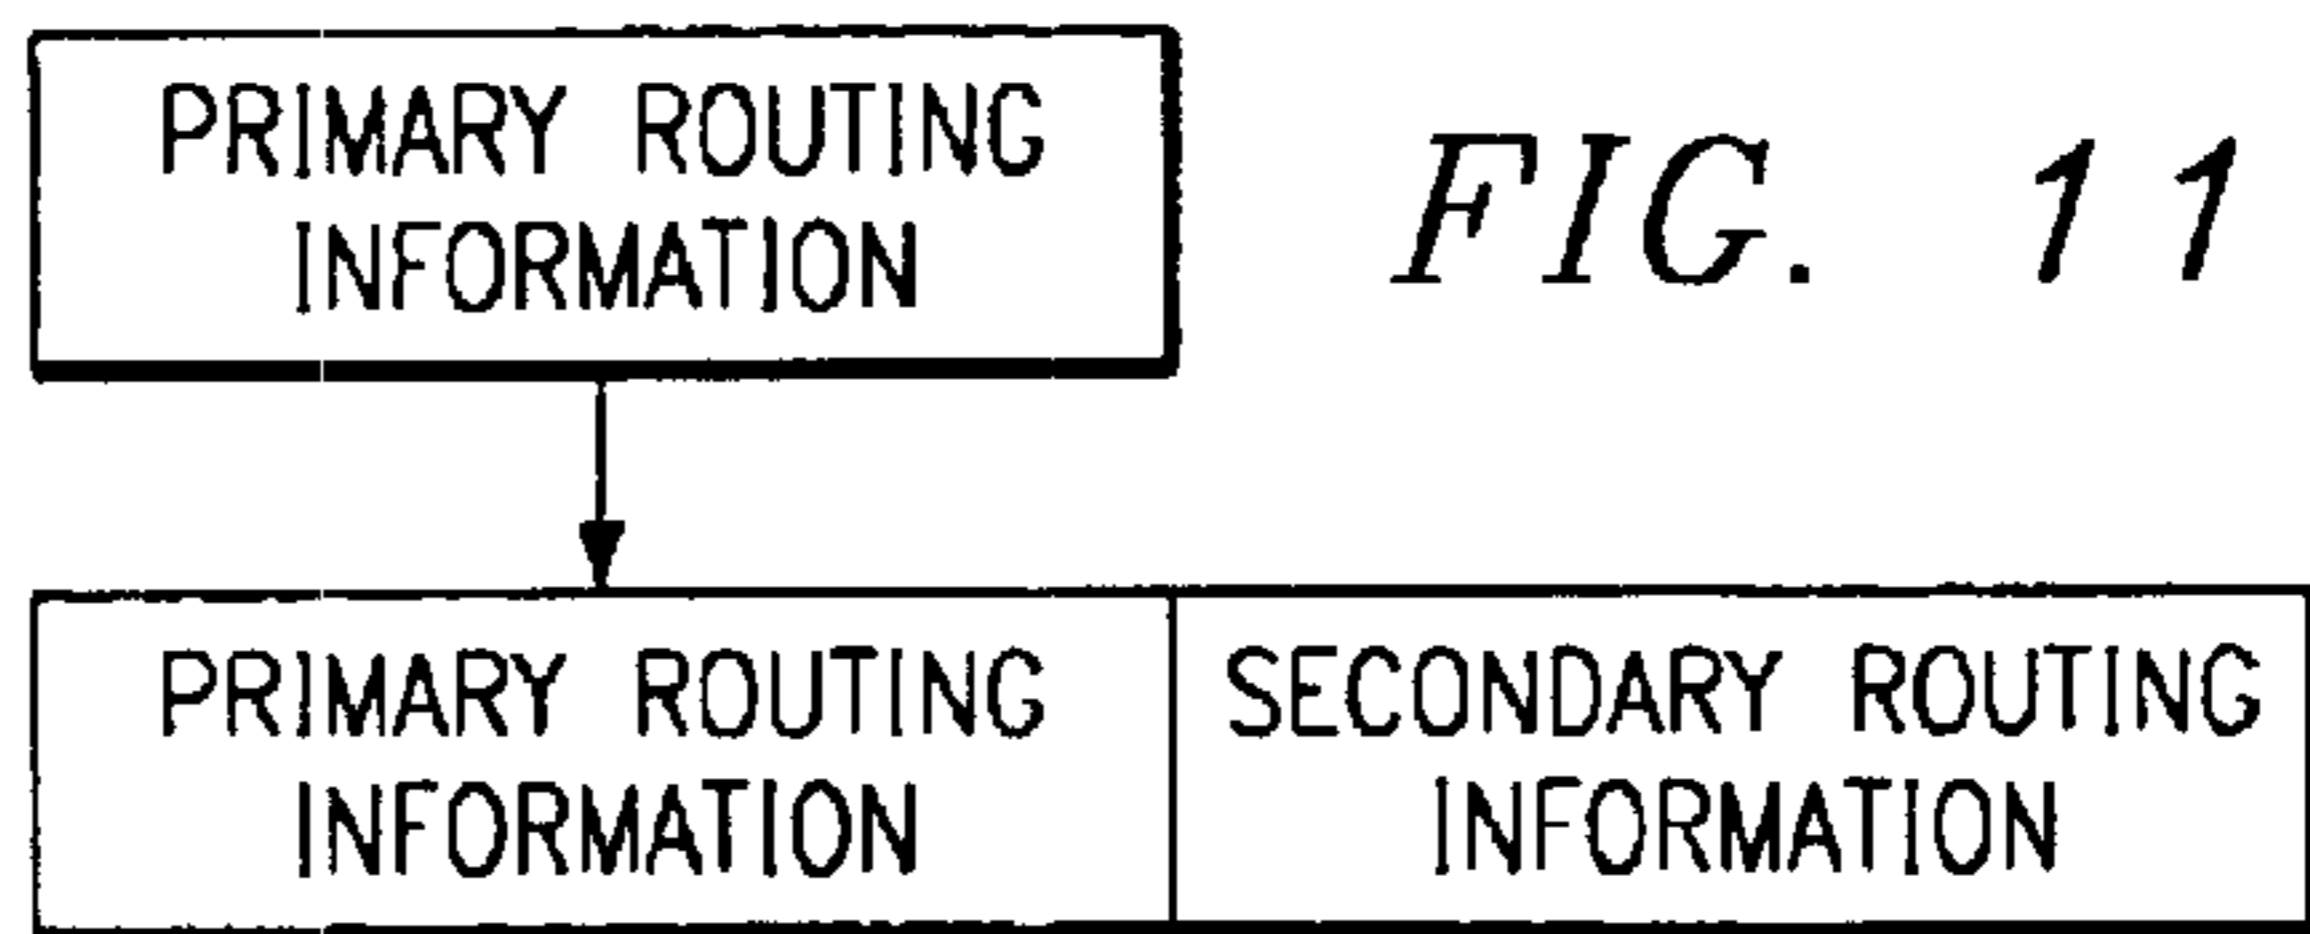 PRIMARY ROUTING
INFORMATION
FIG. 11
PRIMARY ROUTING
INFORMATION
SECONDARY ROUTING
INFORMATION